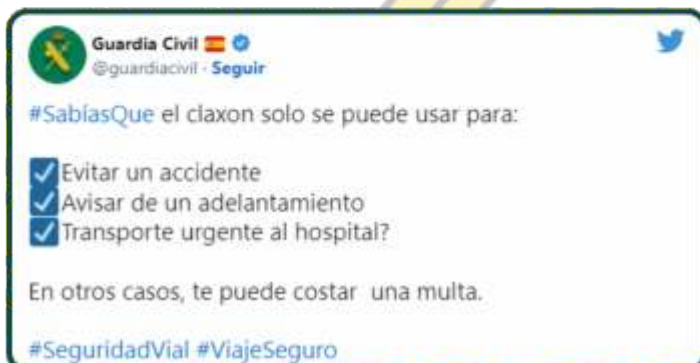 Guardia Civil 🇪🇸
@guardiacivil · Seguir
#SabíasQue el claxon solo se puede usar para:
☑️Evitar un accidente
☑️Avisar de un adelantamiento
☑️Transporte urgente al hospital?
En otros casos, te puede costar una multa.
#SeguridadVial #ViajeSeguro